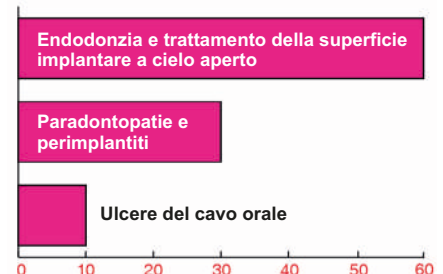 Endodonzia e trattamento della superficie
implantare a cielo aperto
Paradontopatie e
perimplantiti
Ulcere del cavo orale
0 10 20 30 40 50 60